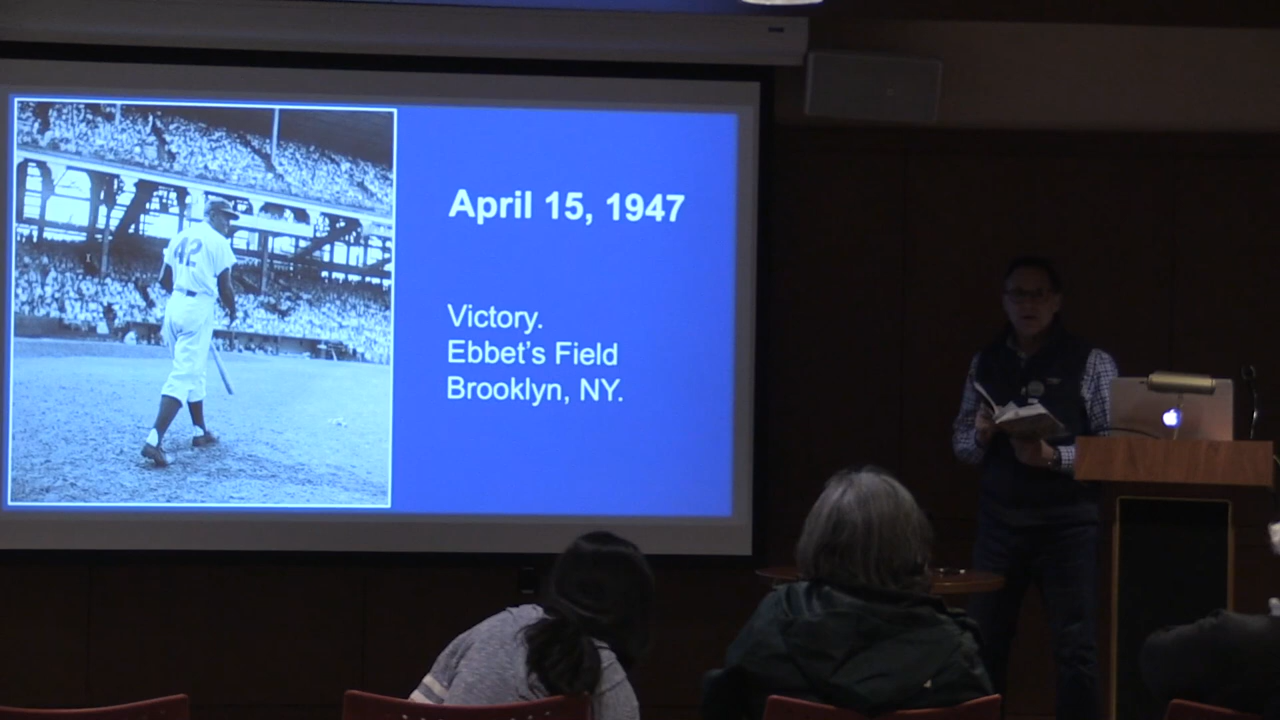 42
April 15, 1947
Victory.
Ebbet's Field
Brooklyn, NY.